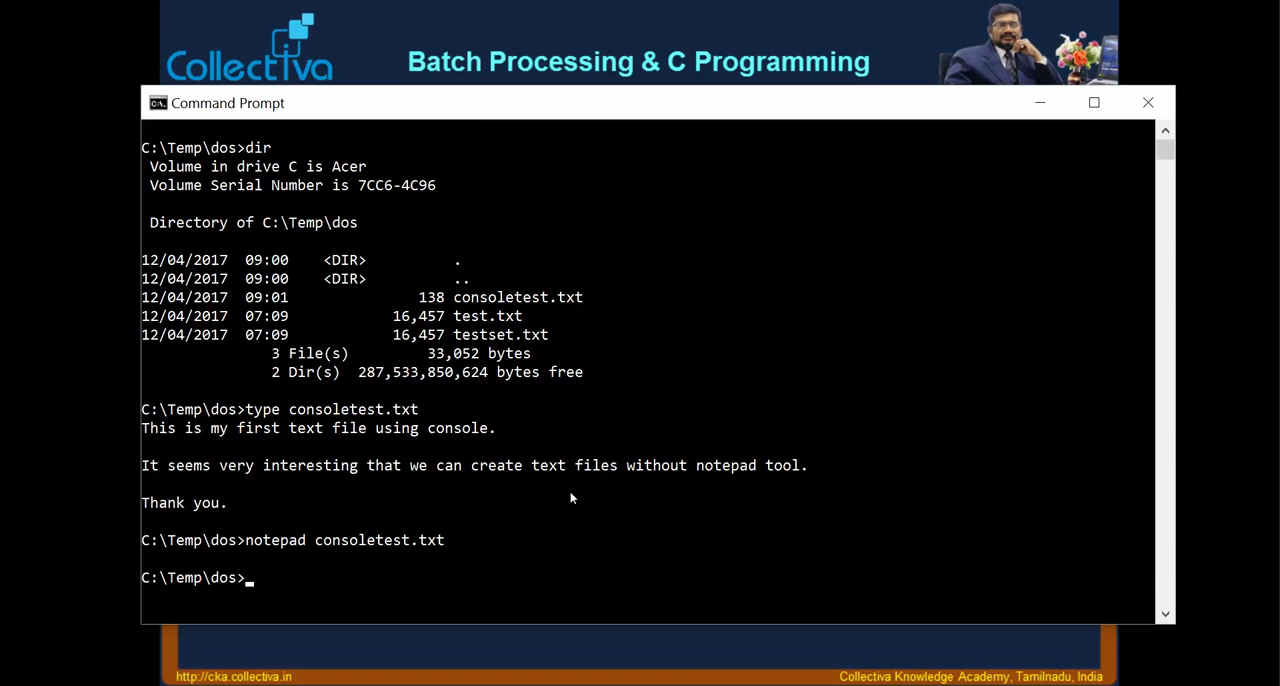 Collectiva
Batch Processing & C Programming
C:\. Command Prompt
C:\Temp\dos>dir
Volume in drive C is Acer
Volume Serial Number is 7CC6-4C96
Directory of C:\Temp\dos
12/04/2017  09:00    <DIR>          .
12/04/2017  09:00    <DIR>          ..
12/04/2017  09:01               138 consoletest.txt
12/04/2017  07:09            16,457 test.txt
12/04/2017  07:09            16,457 testset.txt
3 File(s)         33,052 bytes
2 Dir(s)  287,533,850,624 bytes free
C:\Temp\dos>type consoletest.txt
This is my first text file using console.
It seems very interesting that we can create text files without notepad tool.
Thank you.
C:\Temp\dos>notepad consoletest.txt
C:\Temp\dos>_
http://cka.collectiva.in
Collectiva Knowledge Academy, Tamilnadu, India